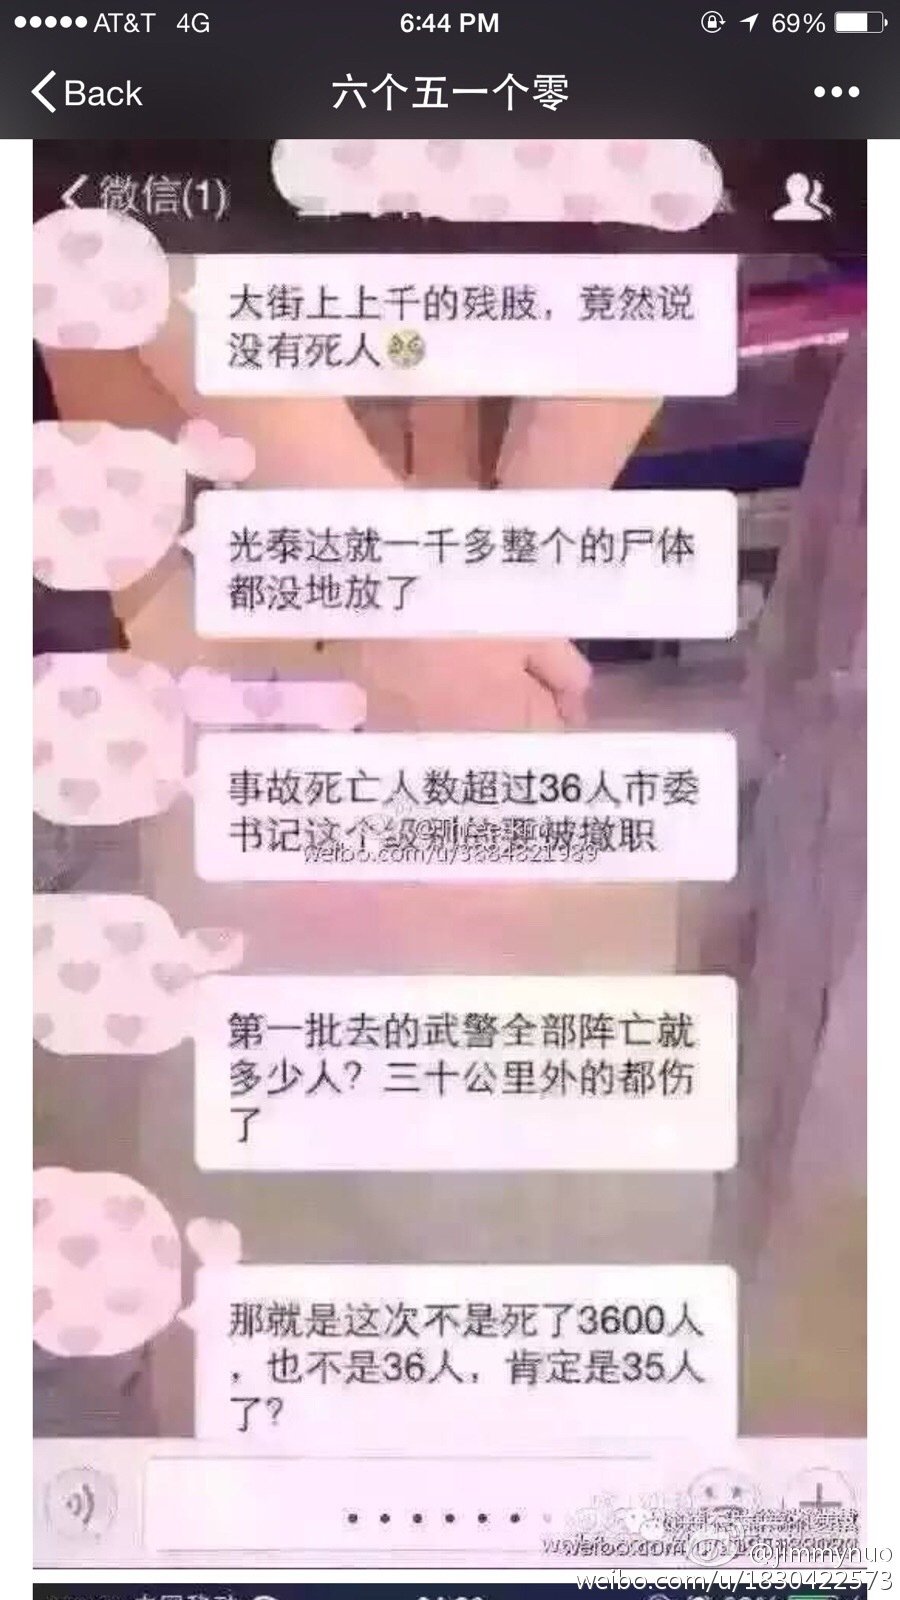 AT&T 4G 6:44 PM 69%
Back 六个五一个零
微信(1)
大街上上千的残肢，竟然说
没有死人
光泰达就一千多整个的尸体
都没地放了
事故死亡人数超过36人市委
书记这个级别的要被撤职
weibo.com/u/3684821989
第一批去的武警全部阵亡就
多少人？三十公里外的都伤
了
那就是这次不是死了3600人
，也不是36人，肯定是35人
了？
@jimmynuo
weibo.com/u/1830422573